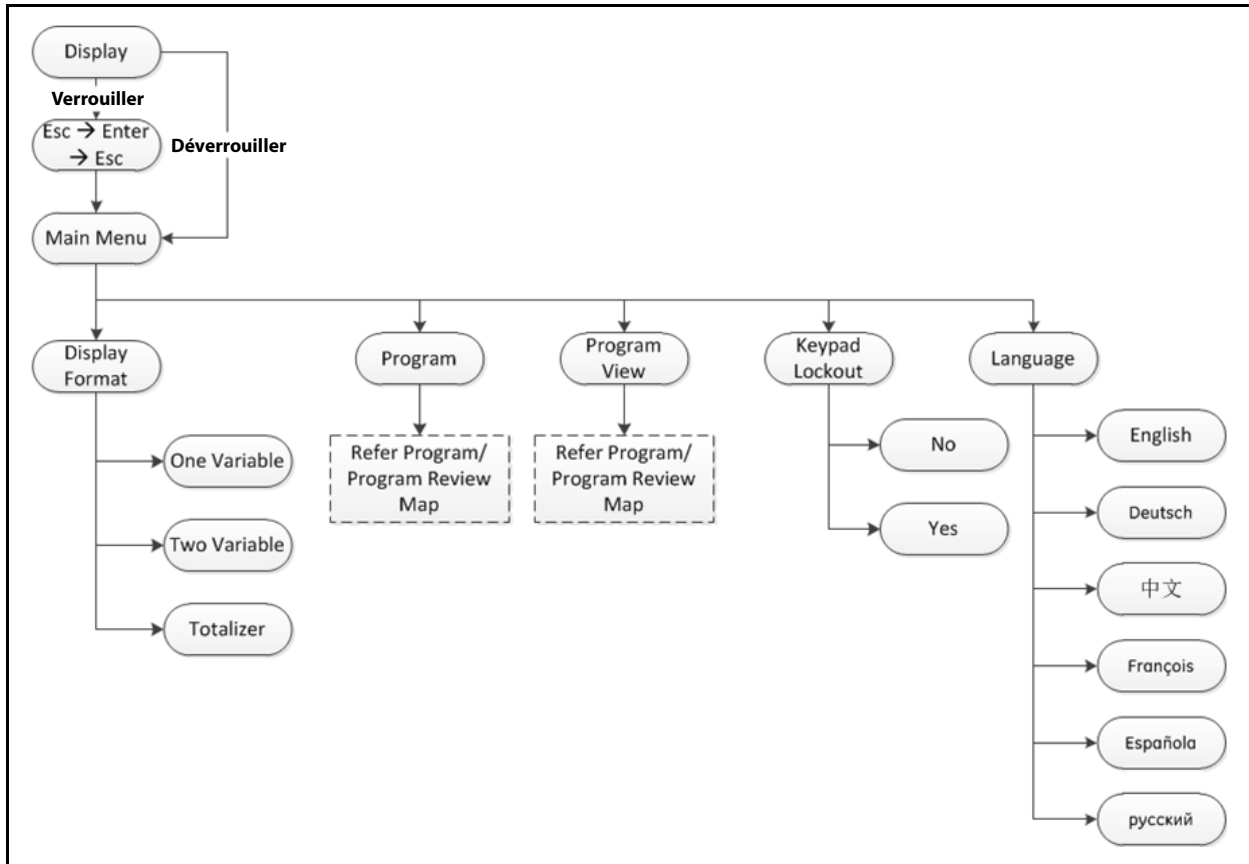 Display
Verrouiller
Esc → Enter
→ Esc
Déverrouiller
Main Menu
Display
Format
Program
Program
View
Keypad
Lockout
Language
One Variable
Two Variable
Totalizer
Refer Program/
Program Review
Map
Refer Program/
Program Review
Map
No
Yes
English
Deutsch
中文
François
Española
русский